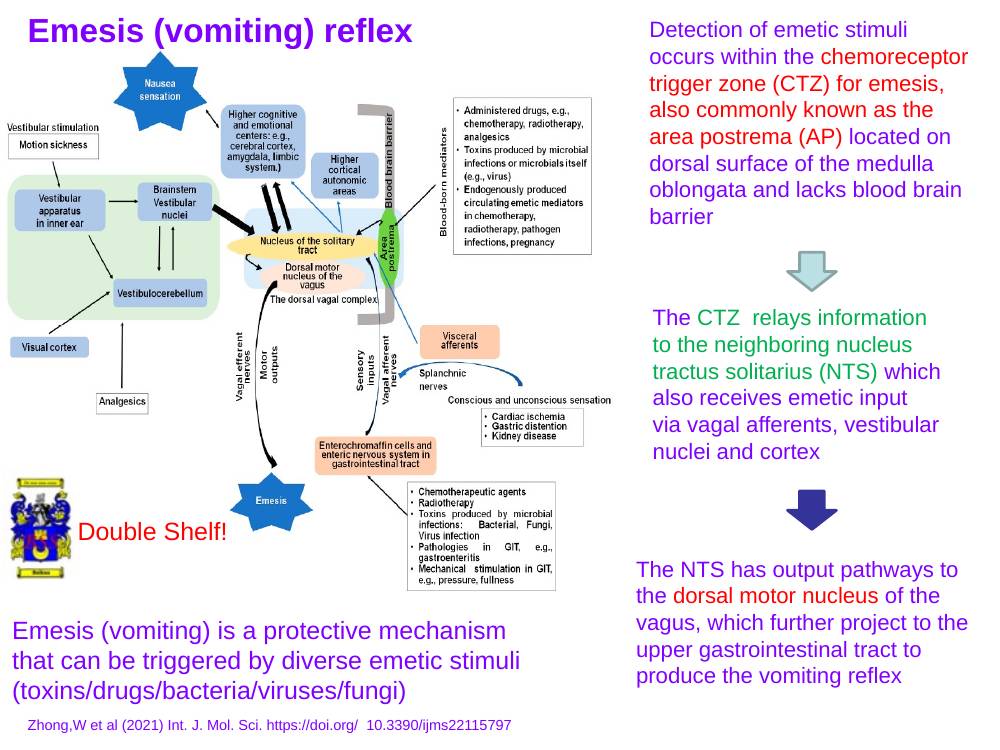 Emesis (vomiting) reflex
Nausea
sensation
Vestibular stimulation
Motion sickness
Vestibular
apparatus
in inner ear
Brainstem
Vestibular
nuclei
Vestibulocerebellum
Visual cortex
Analgesics
Higher cognitive
and emotional
centers: e.g.,
cerebral cortex,
amygdala, limbic
system.)
Higher
cortical
autonomic
areas
Blood brain barrier
Area
postrema
Nucleus of the solitary
tract
Dorsal motor
nucleus of the
vagus
The dorsal vagal complex
Blood-born mediators
• Administered drugs, e.g.,
chemotherapy, radiotherapy,
analgesics
• Toxins produced by microbial
infections or microbials itself
(e.g., virus)
• Endogenously produced
circulating emetic mediators
in chemotherapy,
radiotherapy, pathogen
infections, pregnancy
Vagal efferent
nerves
Motor
outputs
Sensory
inputs
Vagal afferent
nerves
Visceral
afferents
Splanchnic
nerves
Conscious and unconscious sensation
• Cardiac ischemia
• Gastric distention
• Kidney disease
Enterochromaffin cells and
enteric nervous system in
gastrointestinal tract
Emesis
• Chemotherapeutic agents
• Radiotherapy
• Toxins produced by microbial
infections: Bacterial, Fungi,
Virus infection
• Pathologies in GIT, e.g.,
gastroenteritis
• Mechanical stimulation in GIT,
e.g., pressure, fullness
Double Shelf!
Emesis (vomiting) is a protective mechanism
that can be triggered by diverse emetic stimuli
(toxins/drugs/bacteria/viruses/fungi)
Zhong,W et al (2021) Int. J. Mol. Sci. https://doi.org/ 10.3390/ijms22115797
Detection of emetic stimuli
occurs within the chemoreceptor
trigger zone (CTZ) for emesis,
also commonly known as the
area postrema (AP) located on
dorsal surface of the medulla
oblongata and lacks blood brain
barrier
The CTZ relays information
to the neighboring nucleus
tractus solitarius (NTS) which
also receives emetic input
via vagal afferents, vestibular
nuclei and cortex
The NTS has output pathways to
the dorsal motor nucleus of the
vagus, which further project to the
upper gastrointestinal tract to
produce the vomiting reflex